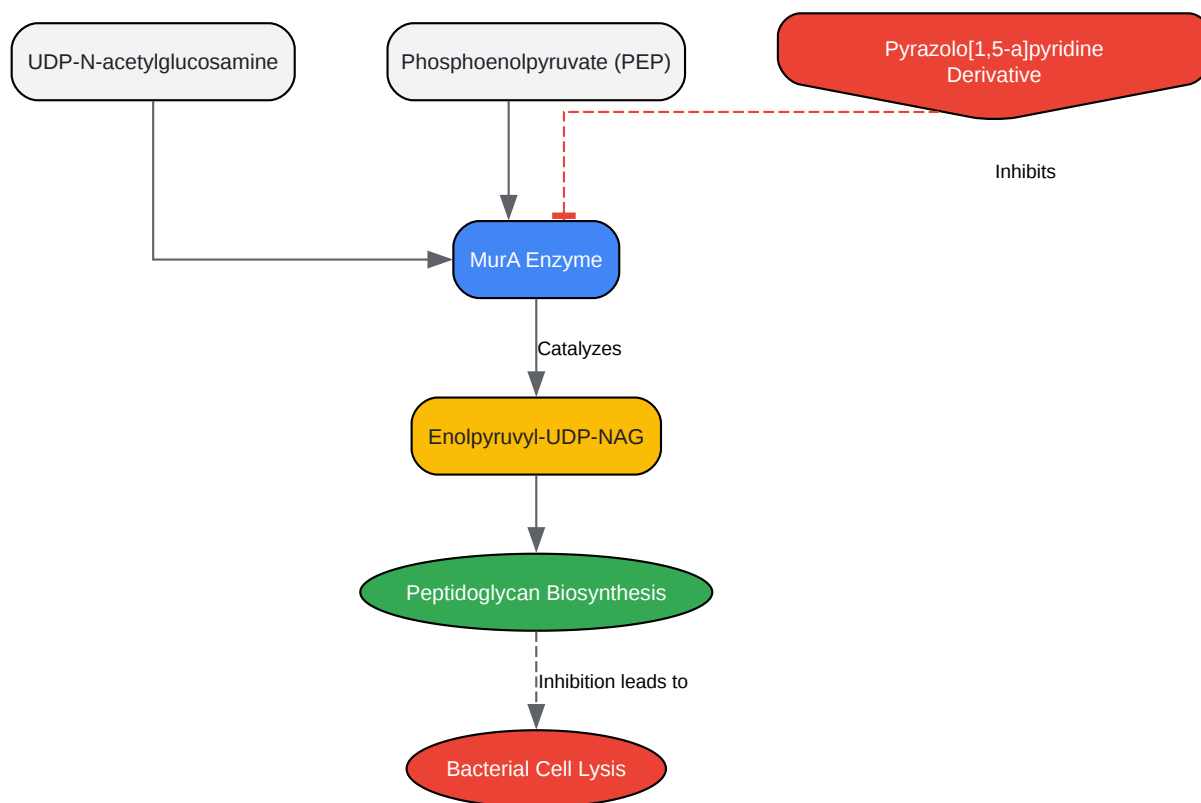 UDP-N-acetylglucosamine
Phosphoenolpyruvate (PEP)
Pyrazolo[1,5-a]pyridine
Derivative
Inhibits
MurA Enzyme
Catalyzes
Enolpyruvyl-UDP-NAG
Peptidoglycan Biosynthesis
Inhibition leads to
Bacterial Cell Lysis